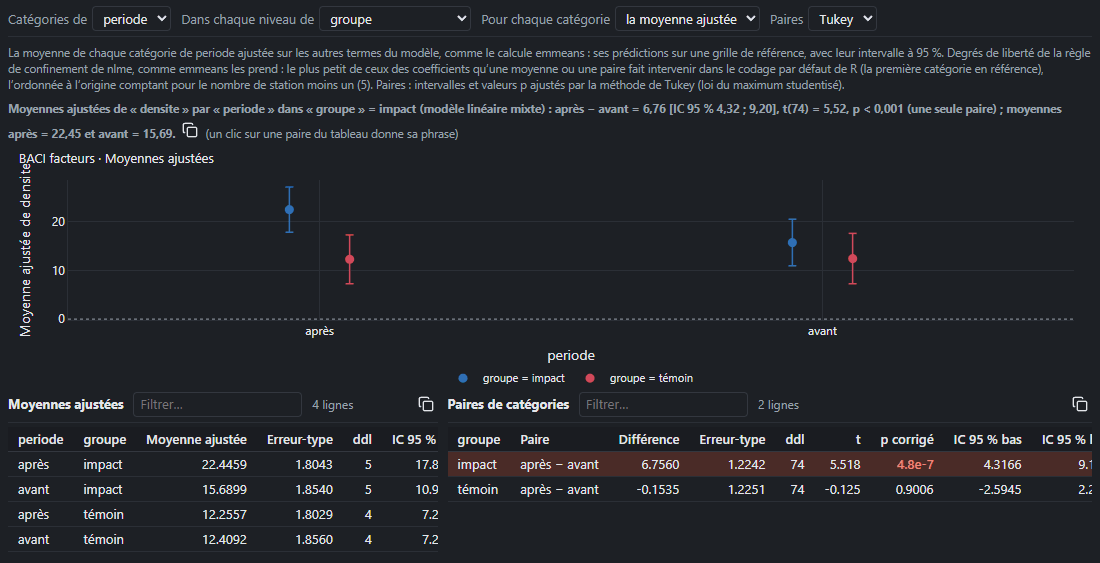 Catégories de periode Dans chaque niveau de groupe Pour chaque catégorie la moyenne ajustée Paires Tukey
La moyenne de chaque catégorie de periode ajustée sur les autres termes du modèle, comme le calcule emmeans : ses prédictions sur une grille de référence, avec leur intervalle à 95 %. Degrés de liberté de la règle
de confinement de nlme, comme emmeans les prend : le plus petit de ceux des coefficients qu'une moyenne ou une paire fait intervenir dans le codage par défaut de R (la première catégorie en référence),
l'ordonnée à l'origine comptant pour le nombre de station moins un (5). Paires : intervalles et valeurs p ajustés par la méthode de Tukey (loi du maximum studentisé).
Moyennes ajustées de « densite » par « periode » dans « groupe » = impact (modèle linéaire mixte) : après − avant = 6,76 [IC 95 % 4,32 ; 9,20], t(74) = 5,52, p < 0,001 (une seule paire) ; moyennes
après = 22,45 et avant = 15,69. (un clic sur une paire du tableau donne sa phrase)
BACI facteurs · Moyennes ajustées
Moyenne ajustée de densite
20
10
0
après avant
periode
groupe = impact groupe = témoin
Moyennes ajustées Filtrer... 4 lignes
periode groupe Moyenne ajustée Erreur-type ddl IC 95 %
après impact 22.4459 1.8043 5 17.8
avant impact 15.6899 1.8540 5 10.9
après témoin 12.2557 1.8029 4 7.2
avant témoin 12.4092 1.8560 4 7.2
Paires de catégories Filtrer... 2 lignes
groupe Paire Différence Erreur-type ddl t p corrigé IC 95 % bas IC 95 %
impact après − avant 6.7560 1.2242 74 5.518 4.8e-7 4.3166 9.1
témoin après − avant -0.1535 1.2251 74 -0.125 0.9006 -2.5945 2.2